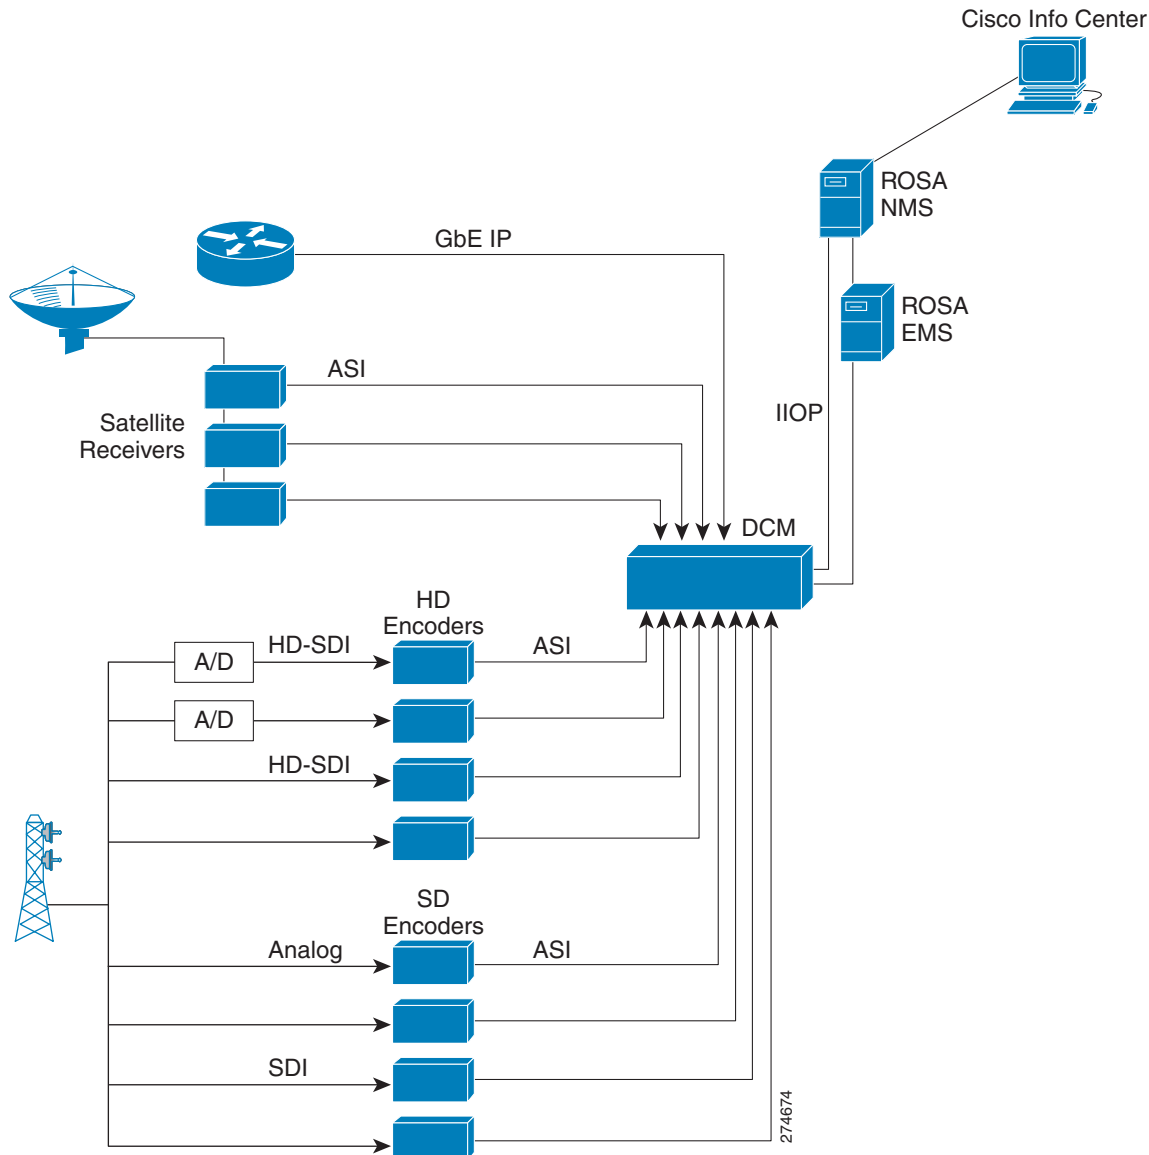 Cisco Info Center
ROSA
NMS
GbE IP
ROSA
EMS
ASI
IIOP
Satellite
Receivers
DCM
HD
Encoders
HD-SDI
A/D
ASI
A/D
HD-SDI
SD
Encoders
Analog
ASI
SDI
274674